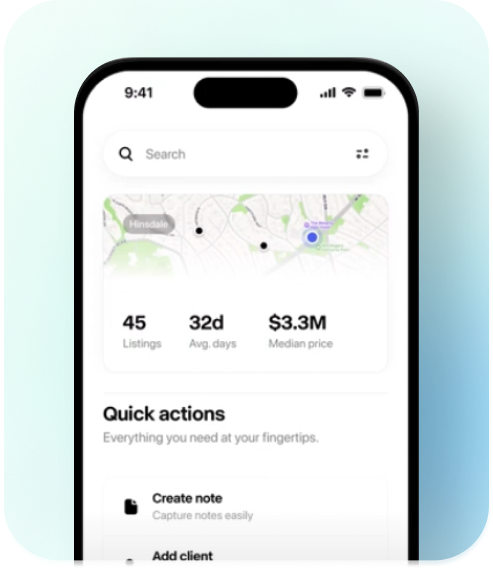 9:41
Search
Hinsdale
45 32d $3.3M
Listings Avg. days Median price
Quick actions
Everything you need at your fingertips.
Create note
Capture notes easily
Add client